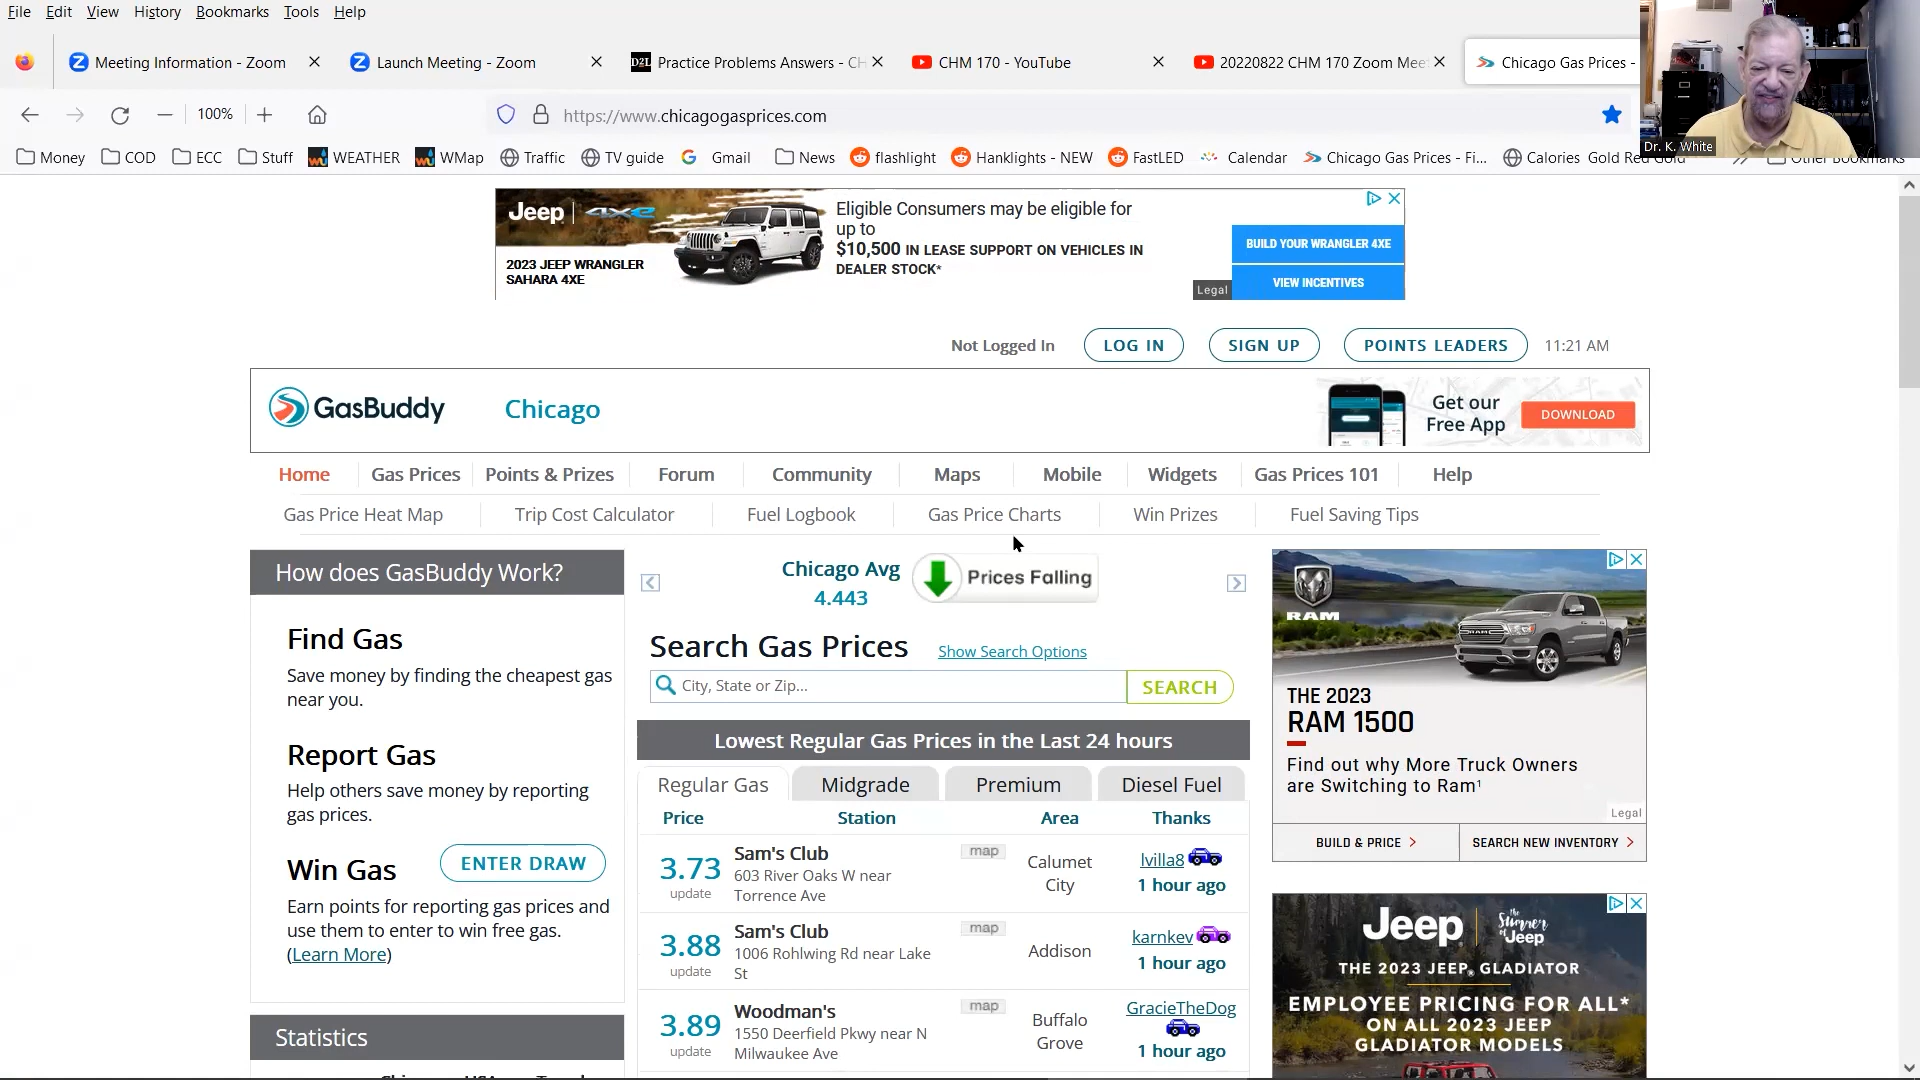 File Edit View History Bookmarks Tools Help
Meeting Information - Zoom
Launch Meeting - Zoom
D2L Practice Problems Answers - CH
CHM 170 - YouTube
20220822 CHM 170 Zoom Mee
Chicago Gas Prices -
100%
https://www.chicagogasprices.com
Dr. K. White
Money COD ECC Stuff WEATHER WMap Traffic TV guide Gmail News flashlight Hanklights - NEW FastLED Calendar Chicago Gas Prices - Fi... Calories Gold Red Gold Other Bookmarks
Jeep 4xe
2023 JEEP WRANGLER
SAHARA 4XE
Eligible Consumers may be eligible for
up to
$10,500 IN LEASE SUPPORT ON VEHICLES IN
DEALER STOCK*
Legal
BUILD YOUR WRANGLER 4XE
VIEW INCENTIVES
Not Logged In LOG IN SIGN UP POINTS LEADERS 11:21 AM
GasBuddy Chicago
Get our
Free App
DOWNLOAD
Home Gas Prices Points & Prizes Forum Community Maps Mobile Widgets Gas Prices 101 Help
Gas Price Heat Map Trip Cost Calculator Fuel Logbook Gas Price Charts Win Prizes Fuel Saving Tips
How does GasBuddy Work?
Find Gas
Save money by finding the cheapest gas
near you.
Report Gas
Help others save money by reporting
gas prices.
Win Gas ENTER DRAW
Earn points for reporting gas prices and
use them to enter to win free gas.
(Learn More)
Statistics
Chicago Avg
4.443
Prices Falling
Search Gas Prices Show Search Options
City, State or Zip... SEARCH
Lowest Regular Gas Prices in the Last 24 hours
Regular Gas Midgrade Premium Diesel Fuel
Price Station Area Thanks
3.73
update
Sam's Club
603 River Oaks W near
Torrence Ave
map
Calumet
City
lvilla8
1 hour ago
3.88
update
Sam's Club
1006 Rohlwing Rd near Lake
St
map
Addison
karnkev
1 hour ago
3.89
update
Woodman's
1550 Deerfield Pkwy near N
Milwaukee Ave
map
Buffalo
Grove
GracieTheDog
1 hour ago
RAM
THE 2023
RAM 1500
Find out why More Truck Owners
are Switching to Ram¹
Legal
BUILD & PRICE SEARCH NEW INVENTORY
Jeep
The Summer of Jeep
THE 2023 JEEP® GLADIATOR
EMPLOYEE PRICING FOR ALL*
ON ALL 2023 JEEP
GLADIATOR MODELS